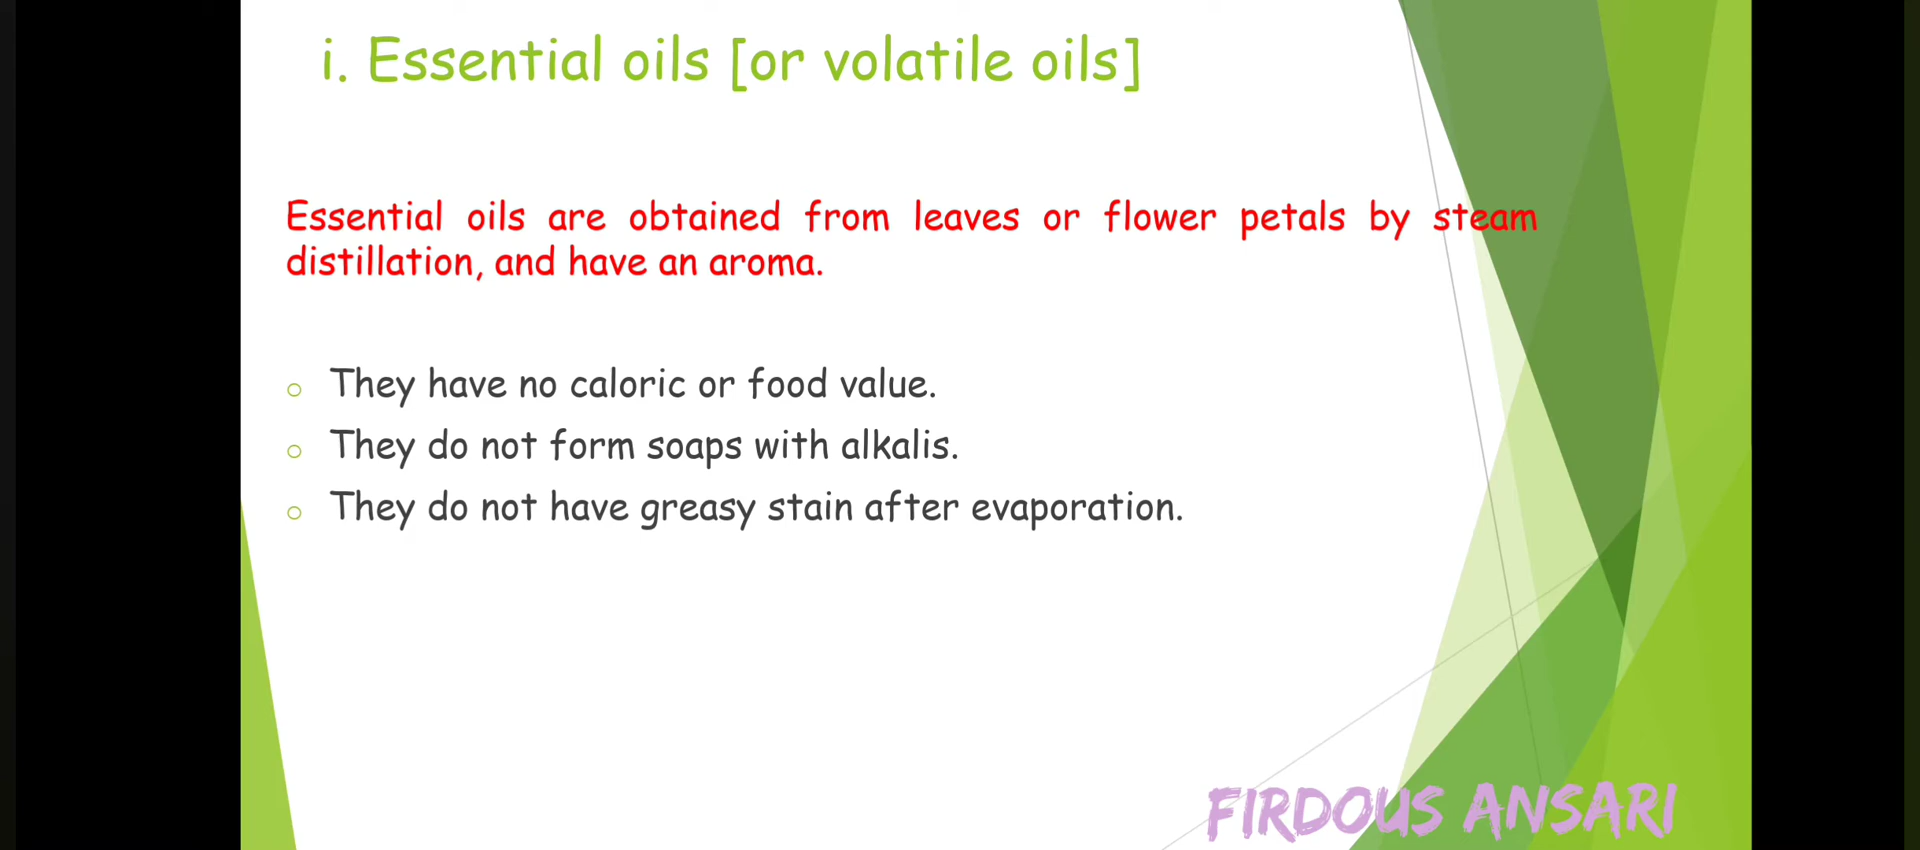 i. Essential oils [or volatile oils]
Essential oils are obtained from leaves or flower petals by steam
distillation, and have an aroma.
They have no caloric or food value.
They do not form soaps with alkalis.
They do not have greasy stain after evaporation.
FIRDOUS ANSARI